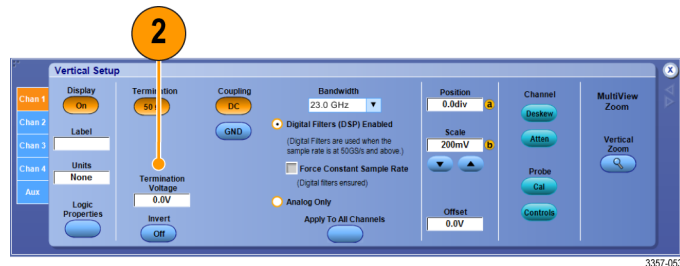 2
Vertical Setup
x
Chan 1
Chan 2
Chan 3
Chan 4
Aux
Display
On
Label
Units
None
Logic
Properties
Termination
50
Termination
Voltage
0.0V
Invert
Off
Coupling
DC
GND
Bandwidth
23.0 GHz
Digital Filters (DSP) Enabled
(Digital Filters are used when the
sample rate is at 50GS/s and above.)
Force Constant Sample Rate
(Digital filters ensured)
Analog Only
Apply To All Channels
Position
0.0div a
Scale
200mV b
Offset
0.0V
Channel
Deskew
Atten
Probe
Cal
Controls
MultiView
Zoom
Vertical
Zoom
3357-053